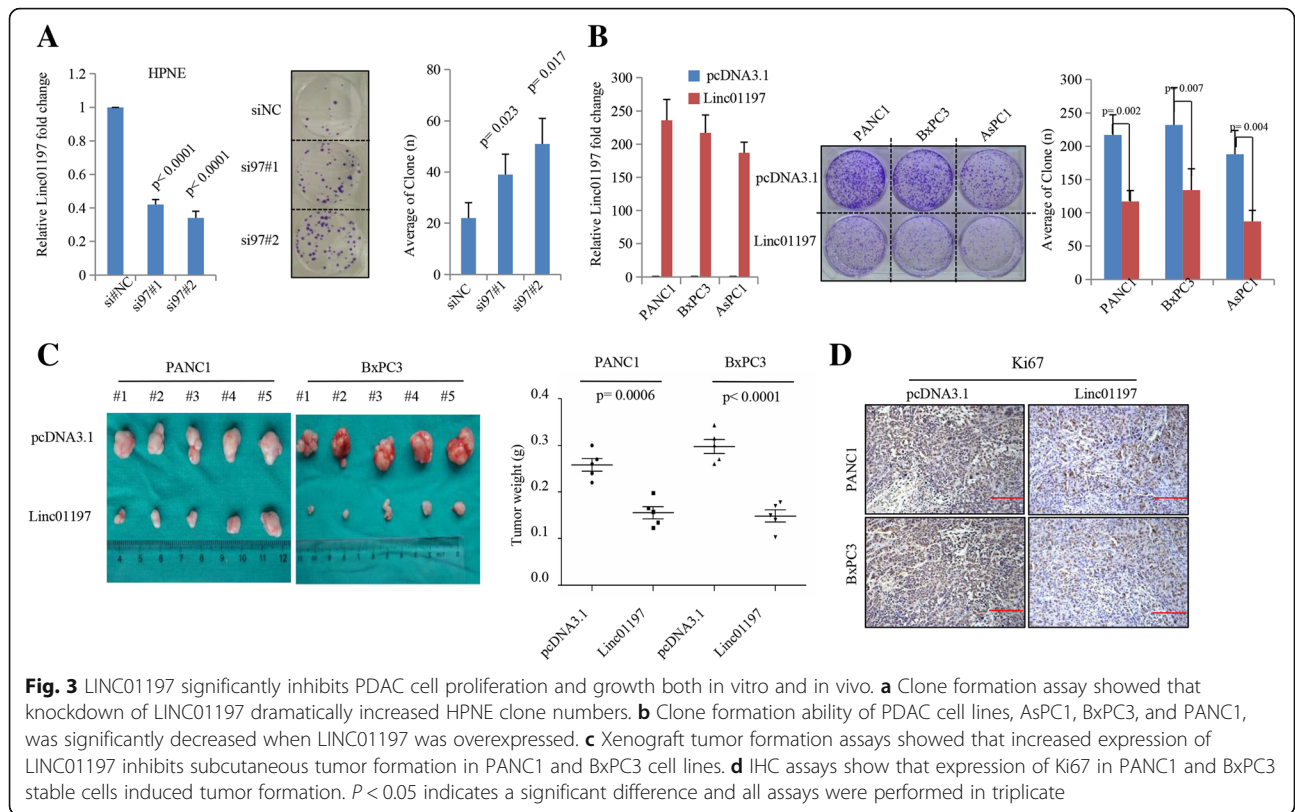 A
HPNE
Relative Linc01197 fold change
1.2
1
0.8
0.6
0.4
0.2
0
p< 0.0001
p< 0.0001
si#NC
si97#1
si97#2
siNC
si97#1
si97#2
Average of Clone (n)
80
60
40
20
0
p= 0.023
p= 0.017
siNC
si97#1
si97#2
B
pcDNA3.1
Linc01197
Relative Linc01197 fold change
300
250
200
150
100
50
0
PANC1
BxPC3
AsPC1
PANC1
BxPC3
AsPC1
pcDNA3.1
Linc01197
Average of Clone (n)
300
250
200
150
100
50
0
p= 0.002
p= 0.007
p= 0.004
PANC1
BxPC3
AsPC1
C
PANC1
BxPC3
#1 #2 #3 #4 #5
#1 #2 #3 #4 #5
pcDNA3.1
Linc01197
4 5 6 7 8 9 10 11 12
PANC1
BxPC3
p= 0.0006
p< 0.0001
Tumor weight (g)
0.4
0.3
0.2
0.1
0.0
pcDNA3.1
Linc01197
pcDNA3.1
Linc01197
D
Ki67
pcDNA3.1
Linc01197
PANC1
BxPC3
Fig. 3 LINC01197 significantly inhibits PDAC cell proliferation and growth both in vitro and in vivo. a Clone formation assay showed that
knockdown of LINC01197 dramatically increased HPNE clone numbers. b Clone formation ability of PDAC cell lines, AsPC1, BxPC3, and PANC1,
was significantly decreased when LINC01197 was overexpressed. c Xenograft tumor formation assays showed that increased expression of
LINC01197 inhibits subcutaneous tumor formation in PANC1 and BxPC3 cell lines. d IHC assays show that expression of Ki67 in PANC1 and BxPC3
stable cells induced tumor formation. P < 0.05 indicates a significant difference and all assays were performed in triplicate